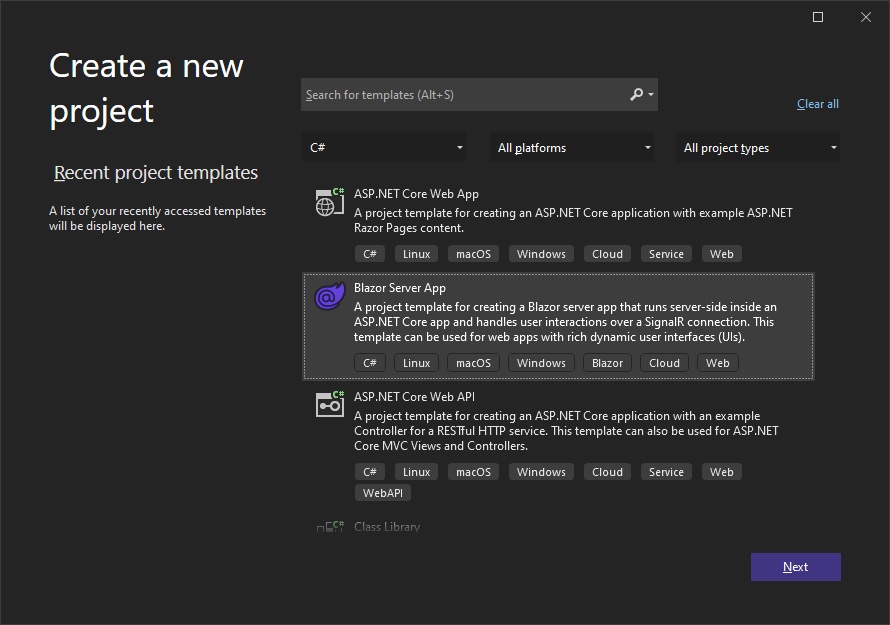 Create a new
project
Recent project templates
A list of your recently accessed templates
will be displayed here.
Search for templates (Alt+S)
Clear all
C#
All platforms
All project types
C#
ASP.NET Core Web App
A project template for creating an ASP.NET Core application with example ASP.NET
Razor Pages content.
C# Linux macOS Windows Cloud Service Web
Blazor Server App
A project template for creating a Blazor server app that runs server-side inside an
ASP.NET Core app and handles user interactions over a SignalR connection. This
template can be used for web apps with rich dynamic user interfaces (UIs).
C# Linux macOS Windows Blazor Cloud Web
C#
ASP.NET Core Web API
A project template for creating an ASP.NET Core application with an example
Controller for a RESTful HTTP service. This template can also be used for ASP.NET
Core MVC Views and Controllers.
C# Linux macOS Windows Cloud Service Web
WebAPI
C#
Class Library
Next